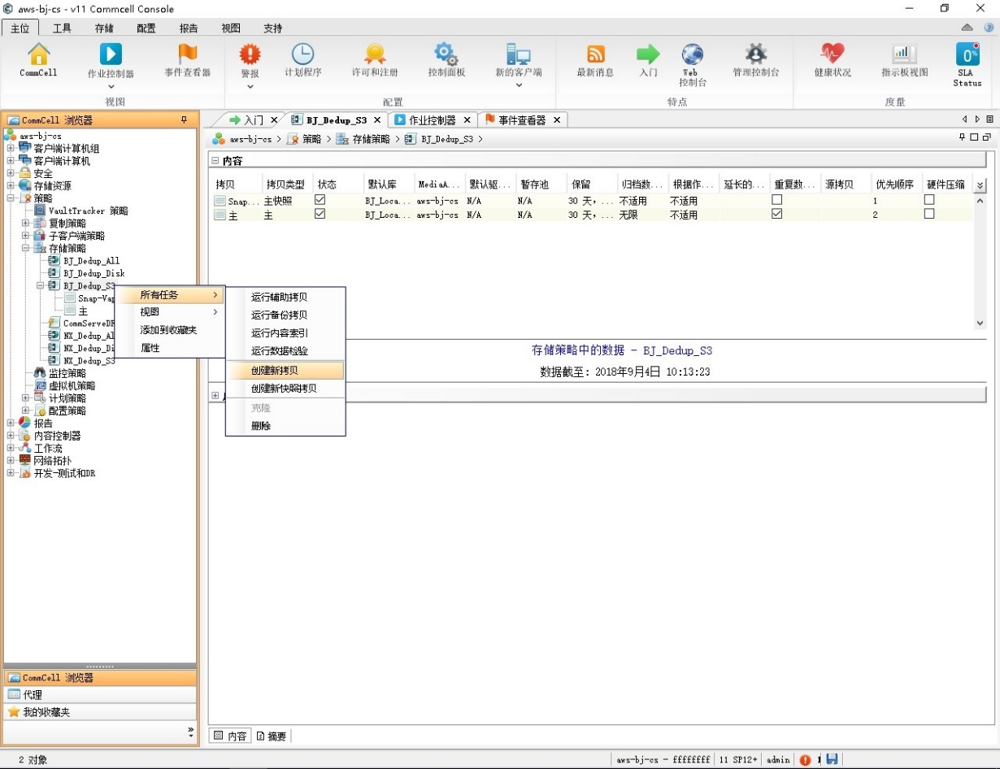 aws-bj-cs - v11 Commcell Console
主位 工具 存储 配置 报告 视图 支持
CommCell 作业控制器 事件查看器 警报 计划程序 许可和注册 控制面板 新的客户端 最新消息 入门 Web 控制台 管理控制台 健康状况 指示板视图 0% SLA Status
视图 配置 特点 度量
CommCell 浏览器
入门 BJ_Dedup_S3 作业控制器 事件查看器
aws-bj-cs > 策略 > 存储策略 > BJ_Dedup_S3 >
aws-bj-cs
客户端计算机组
客户端计算机
安全
存储资源
策略
VaultTracker 策略
复制策略
子客户端策略
存储策略
BJ_Dedup_All
BJ_Dedup_Disk
BJ_Dedup_S3
Snap-Vap
主
CommServeDR
NX_Dedup_Al
NX_Dedup_Di
NX_Dedup_S3
监控策略
虚拟机策略
计划策略
配置策略
报告
内容控制器
工作流
网络拓扑
开发-测试和DR
所有任务 >
视图 >
添加到收藏夹
属性
运行辅助拷贝
运行备份拷贝
运行内容索引
运行数据检验
创建新拷贝
创建新快照拷贝
克隆
删除
内容
拷贝 拷贝类型 状态 默认库 MediaA... 默认驱... 暂存池 保留 归档数... 根据作... 延长的... 重复数... 源拷贝 优先顺序 硬件压缩
Snap... 主快照 BJ_Loca... aws-bj-cs N/A N/A 30 天，... 不适用 不适用 1
主 主 BJ_Loca... aws-bj-cs N/A N/A 30 天，... 无限 不适用 2
存储策略中的数据 - BJ_Dedup_S3
数据截至: 2018年9月4日 10:13:23
CommCell 浏览器
代理
我的收藏夹
内容 摘要
2 对象 aws-bj-cs - ffffffff 11 SP12+ admin 1